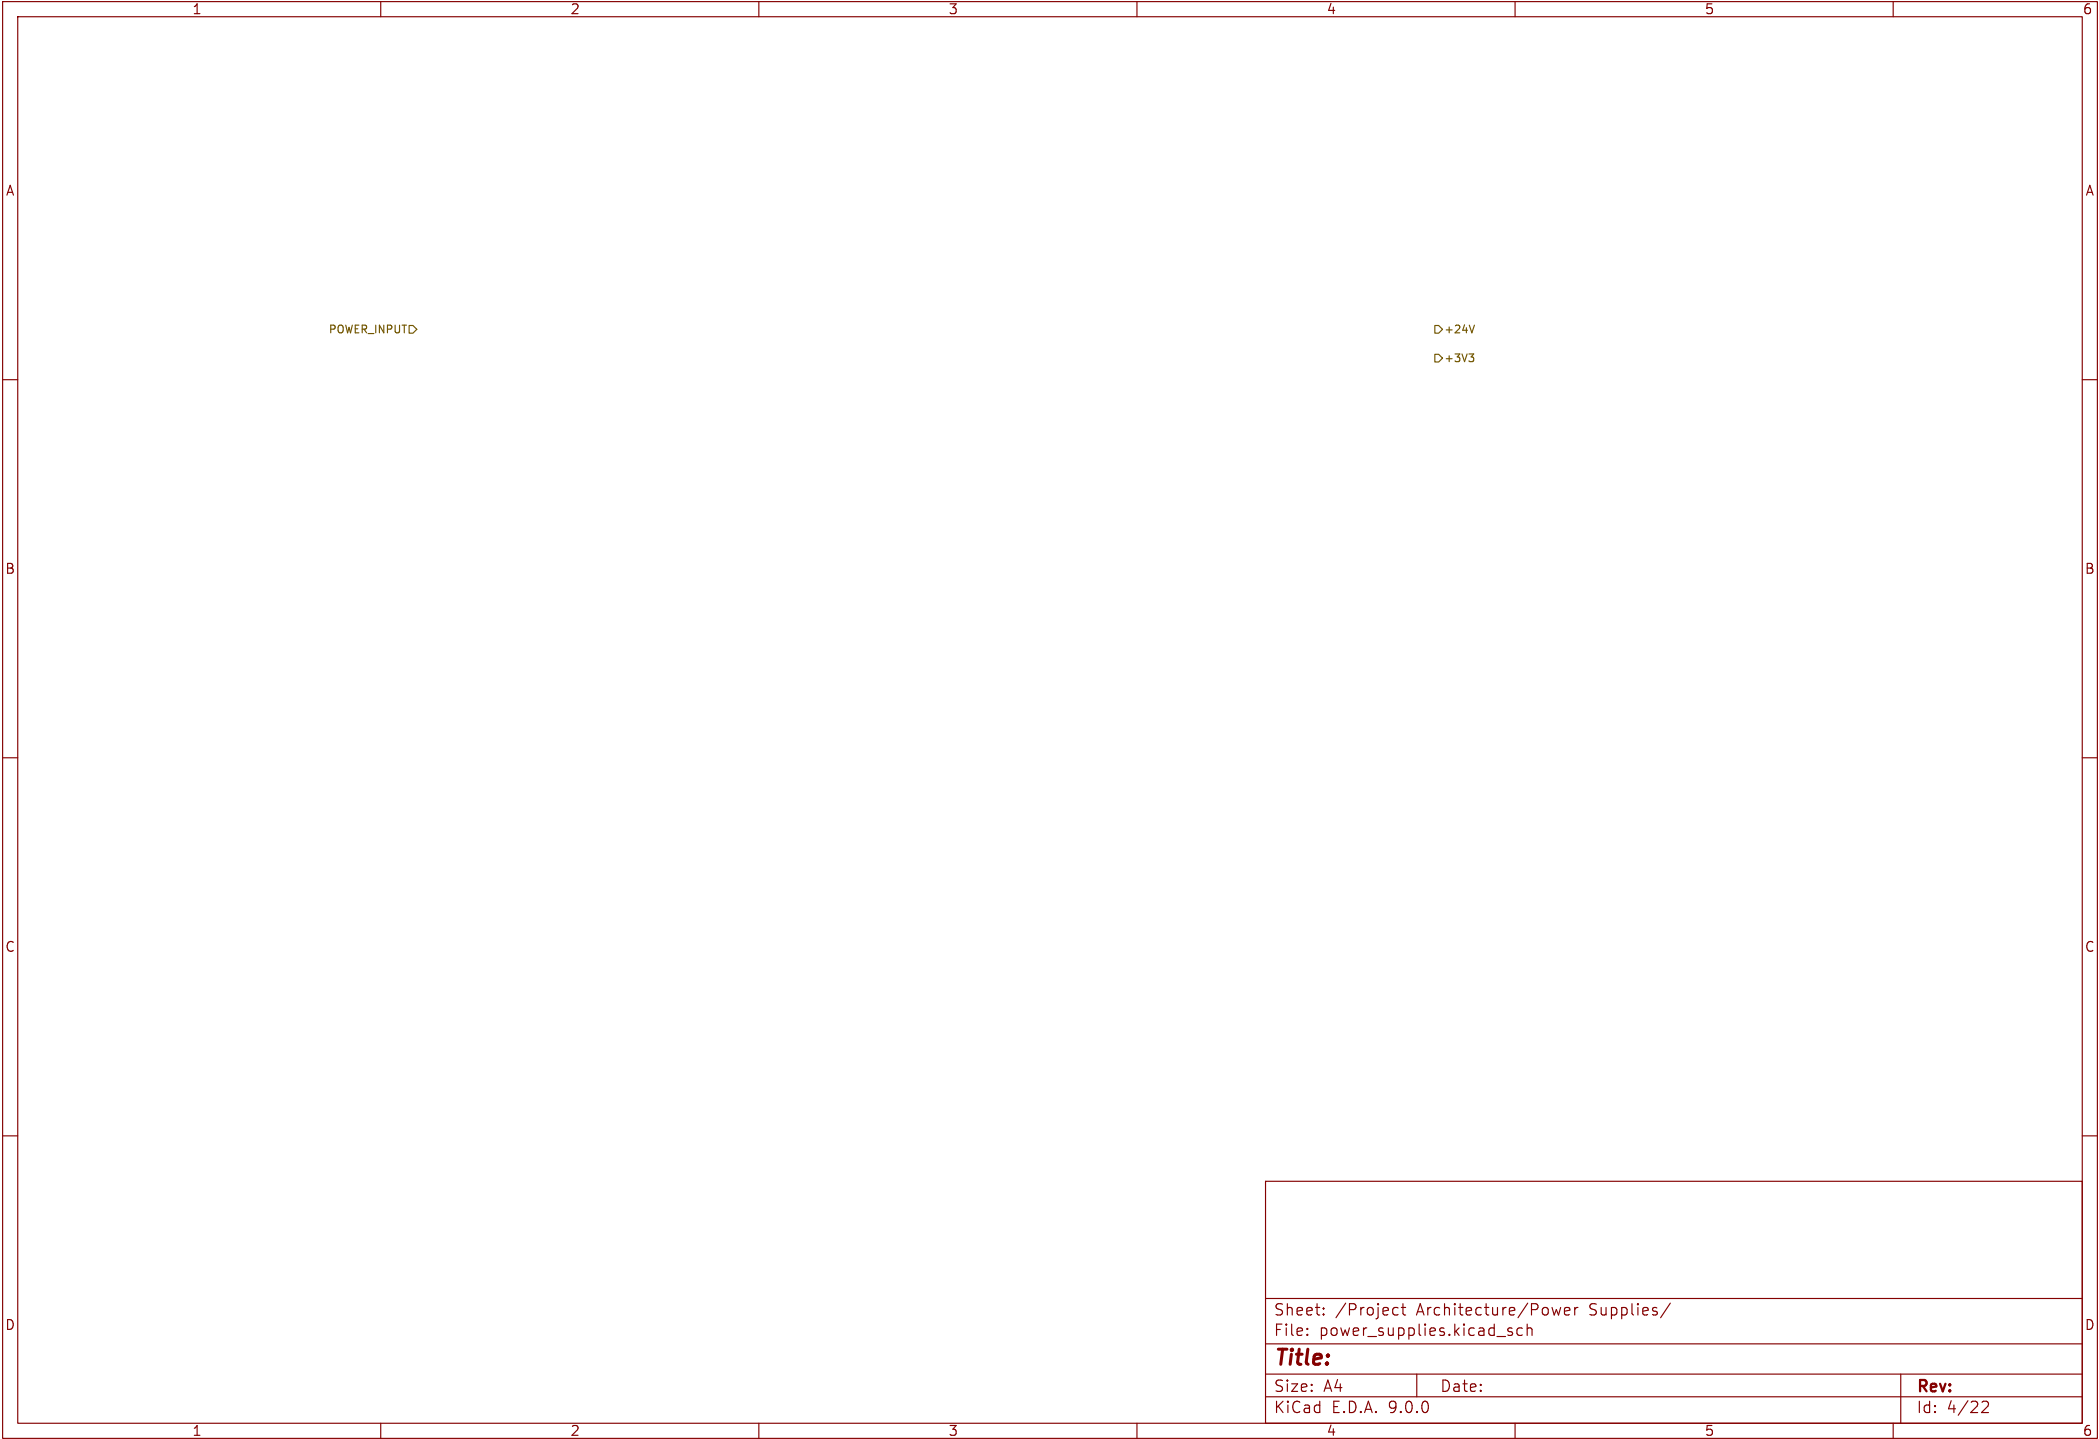 1 2 3 4 5 6
A A
POWER_INPUT +24V
+3V3
B B
C C
Sheet: /Project Architecture/Power Supplies/
D D
File: power_supplies.kicad_sch
Title:
Size: A4 Date: Rev:
KiCad E.D.A. 9.0.0 Id: 4/22
1 2 3 4 5 6